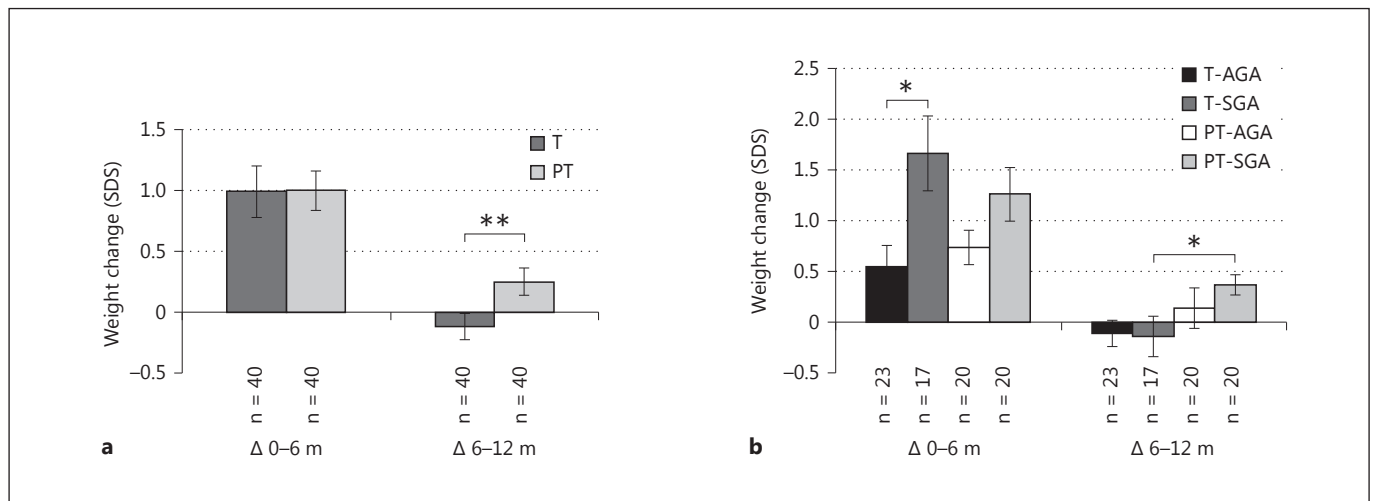 Weight change (SDS)
1.5
1.0
0.5
0
–0.5
T
PT
**
n = 40
n = 40
n = 40
n = 40
a
Δ 0–6 m
Δ 6–12 m
Weight change (SDS)
2.5
2.0
1.5
1.0
0.5
0
–0.5
T-AGA
T-SGA
PT-AGA
PT-SGA
*
*
n = 23
n = 17
n = 20
n = 20
n = 23
n = 17
n = 20
n = 20
b
Δ 0–6 m
Δ 6–12 m